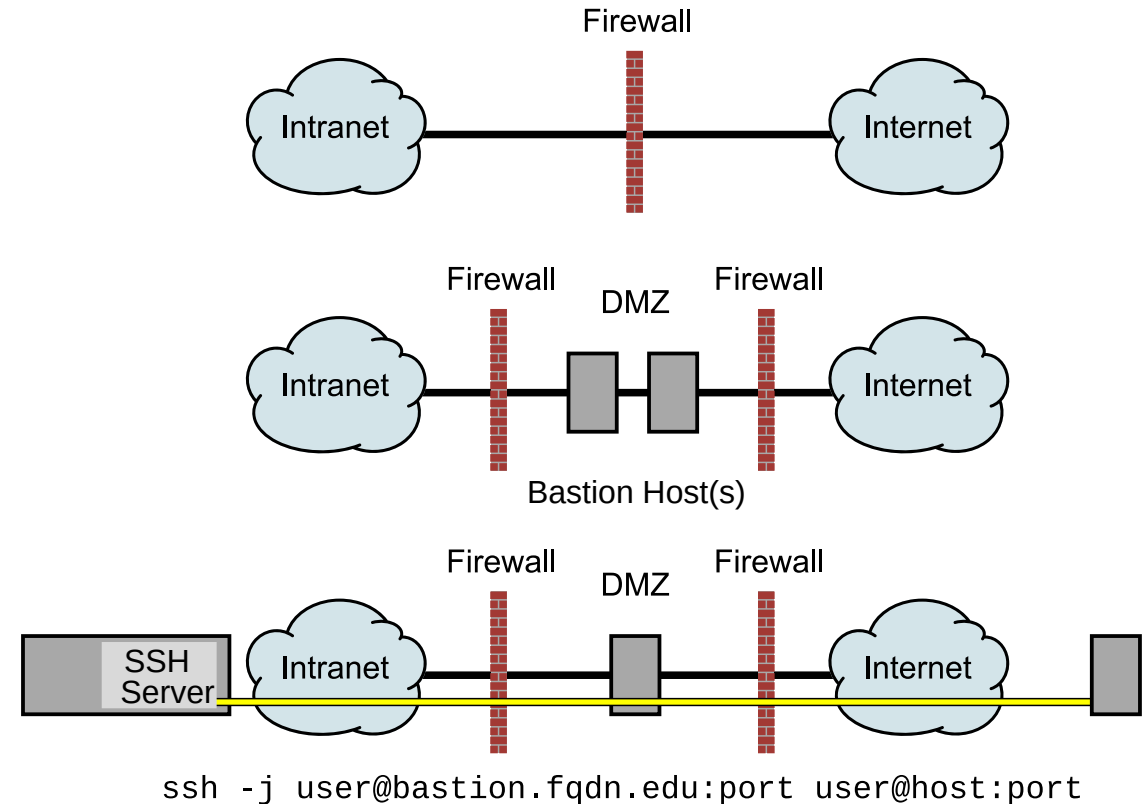 Firewall
Intranet
Internet
Firewall
DMZ
Firewall
Intranet
Internet
Bastion Host(s)
Firewall
DMZ
Firewall
SSH
Server
Intranet
Internet
ssh -j user@bastion.fqdn.edu:port user@host:port